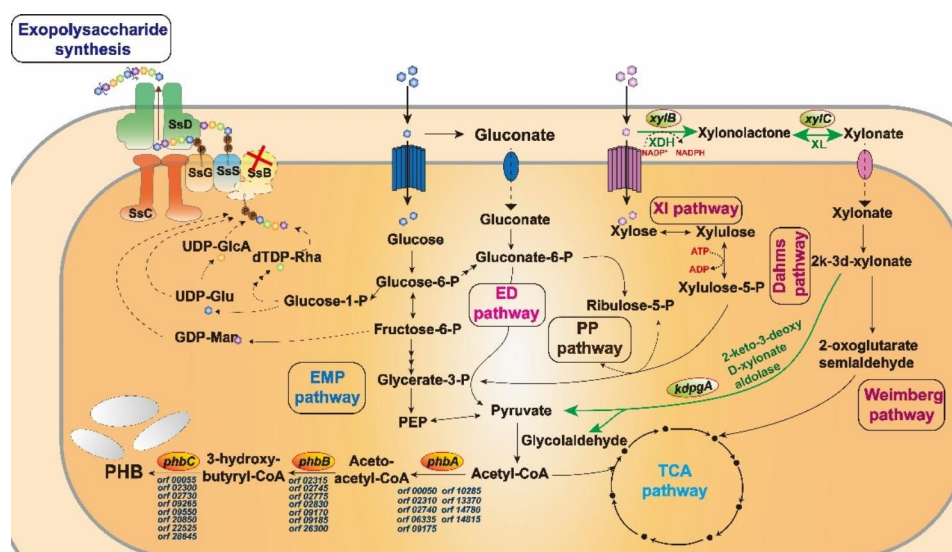 Exopolysaccharide
synthesis
SsD
SsG
SsS
SsB
SsC
P
P
P
P
P
P
Gluconate
xylB
XDH
NADP⁺
NADPH
Xylonolactone
xylC
XL
Xylonate
Gluconate
Xylonate
XI pathway
Xylose
Xylulose
ATP
ADP
Xylulose-5-P
Dahms
pathway
2k-3d-xylonate
UDP-GlcA
dTDP-Rha
UDP-Glu
Glucose-1-P
GDP-Man
Glucose
Glucose-6-P
Gluconate-6-P
ED
pathway
Ribulose-5-P
PP
pathway
Fructose-6-P
2-keto-3-deoxy
D-xylonate
aldolase
2-oxoglutarate
semialdehyde
kdpgA
EMP
pathway
Glycerate-3-P
PEP
Pyruvate
Glycolaldehyde
Weimberg
pathway
TCA
pathway
PHB
phbC
3-hydroxy-
butyryl-CoA
phbB
Aceto-
acetyl-CoA
phbA
Acetyl-CoA
orf 00055
orf 02300
orf 02730
orf 09265
orf 09550
orf 20850
orf 22525
orf 28645
orf 02315
orf 02745
orf 02775
orf 02830
orf 09170
orf 09185
orf 26300
orf 00050 orf 10285
orf 02310 orf 13370
orf 02740 orf 14780
orf 06335 orf 14815
orf 09175